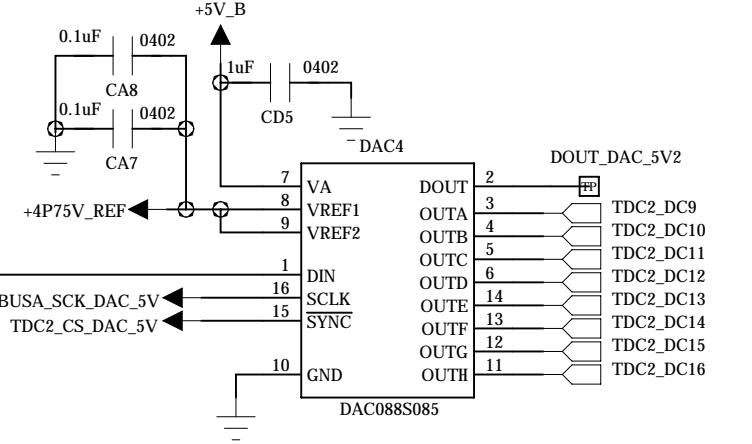 +5V_B
0.1uF 0402
CA8
1uF 0402
0.1uF 0402
CD5
CA7
DAC4
DOUT_DAC_5V2
7 VA DOUT 2 TP
+4P75V_REF 8 VREF1 OUTA 3 TDC2_DC9
9 VREF2 OUTB 4 TDC2_DC10
OUTC 5 TDC2_DC11
1 DIN OUTD 6 TDC2_DC12
BUSA_SCK_DAC_5V 16 SCLK OUTE 14 TDC2_DC13
TDC2_CS_DAC_5V 15 SYNC OUTF 13 TDC2_DC14
OUTG 12 TDC2_DC15
10 GND OUTH 11 TDC2_DC16
DAC088S085